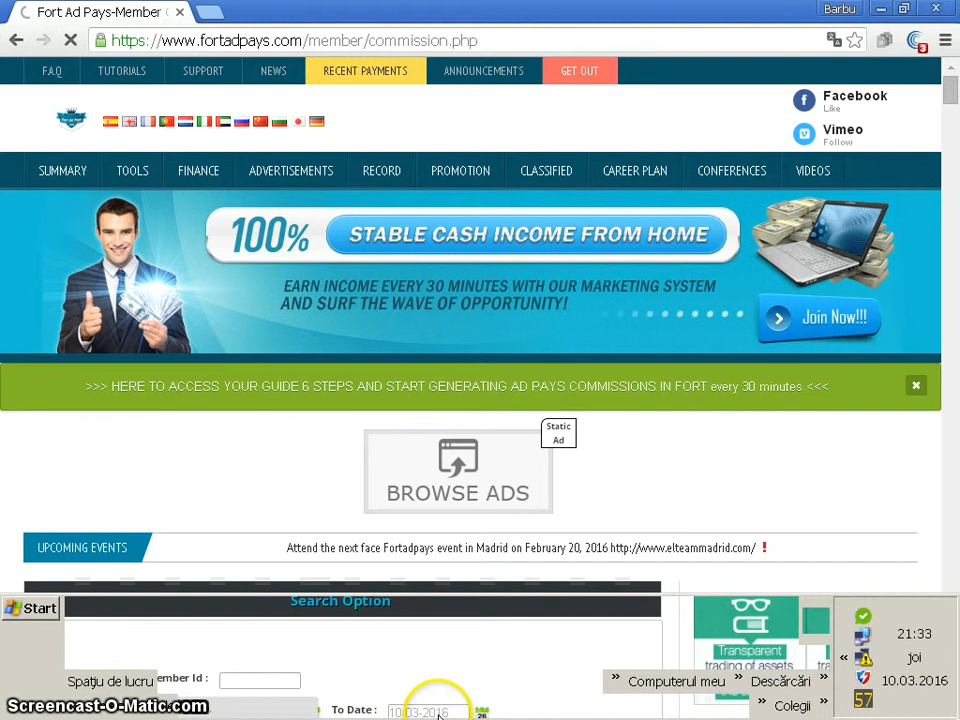 Fort Ad Pays-Member
Barbu
https://www.fortadpays.com/member/commission.php
3
F.A.Q
TUTORIALS
SUPPORT
NEWS
RECENT PAYMENTS
ANNOUNCEMENTS
GET OUT
Facebook
Like
Vimeo
Follow
SUMMARY
TOOLS
FINANCE
ADVERTISEMENTS
RECORD
PROMOTION
CLASSIFIED
CAREER PLAN
CONFERENCES
VIDEOS
100% STABLE CASH INCOME FROM HOME
EARN INCOME EVERY 30 MINUTES WITH OUR MARKETING SYSTEM
AND SURF THE WAVE OF OPPORTUNITY!
Join Now!!!
>>> HERE TO ACCESS YOUR GUIDE 6 STEPS AND START GENERATING AD PAYS COMMISSIONS IN FORT every 30 minutes <<<
Static
Ad
BROWSE ADS
UPCOMING EVENTS
Attend the next face Fortadpays event in Madrid on February 20, 2016 http://www.elteammadrid.com/ !
Search Option
Start
Transparent
trading of assets
21:33
joi
10.03.2016
57
Spaţiu de lucru
ember Id :
Computerul meu
Descărcări
Colegii
To Date :
10-03-2016
Screencast-O-Matic.com